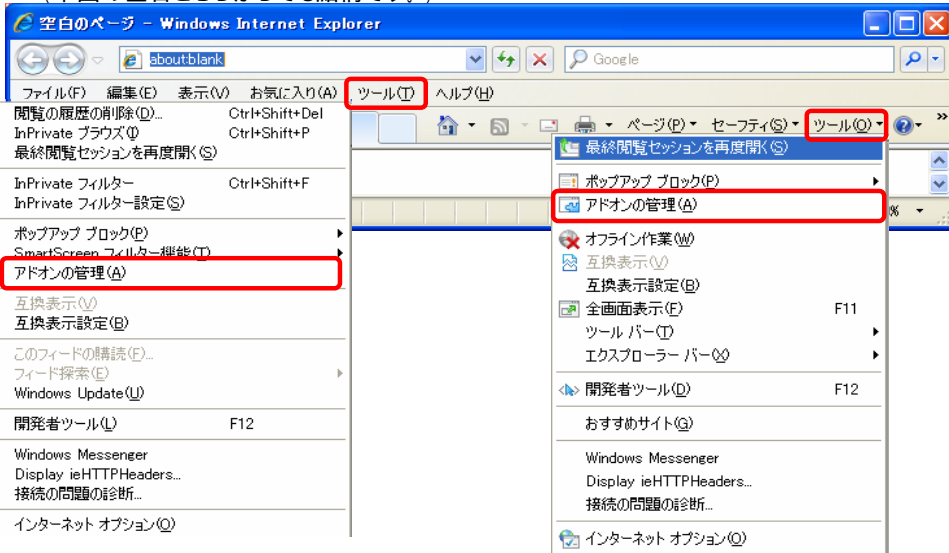 空白のページ - Windows Internet Explorer
about:blank
Google
ファイル(F) 編集(E) 表示(V) お気に入り(A) ツール(T) ヘルプ(H)
ページ(P) セーフティ(S) ツール(O)
閲覧の履歴の削除(D)... Ctrl+Shift+Del
InPrivate ブラウズ(I) Ctrl+Shift+P
最終閲覧セッションを再度開く(S)
InPrivate フィルター Ctrl+Shift+F
InPrivate フィルター設定(S)
ポップアップ ブロック(P)
SmartScreen フィルター機能(T)
アドオンの管理(A)
互換表示(V)
互換表示設定(B)
このフィードの購読(F)...
フィード探索(E)
Windows Update(U)
開発者ツール(L) F12
Windows Messenger
Display ieHTTPHeaders...
接続の問題の診断...
インターネット オプション(O)
最終閲覧セッションを再度開く(S)
ポップアップ ブロック(P)
アドオンの管理(A)
%
オフライン作業(W)
互換表示(V)
互換表示設定(B)
全画面表示(F) F11
ツール バー(T)
エクスプローラー バー(X)
開発者ツール(D) F12
おすすめサイト(G)
Windows Messenger
Display ieHTTPHeaders...
接続の問題の診断...
インターネット オプション(O)